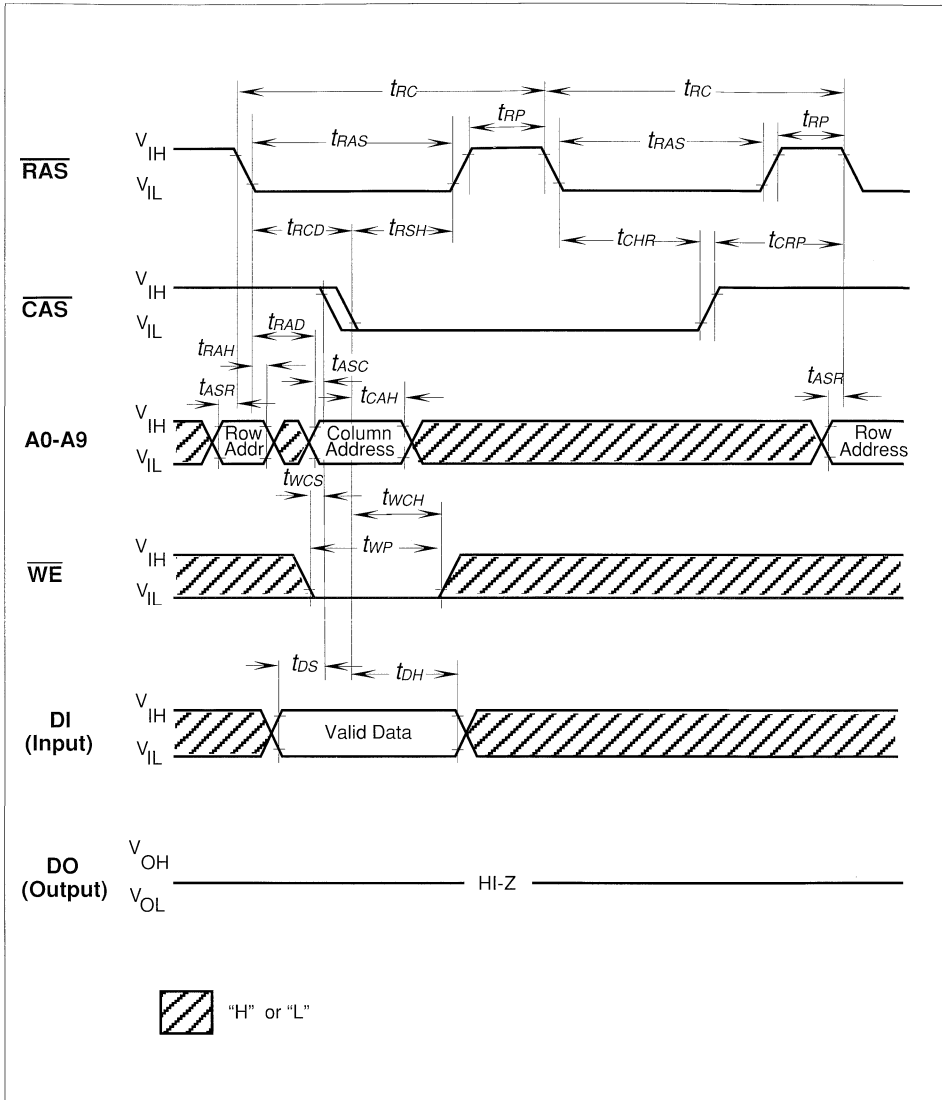 tRC tRC
tRAS tRP tRAS tRP
RAS VIH
VIL
tRCD tRSH tCHR tCRP
CAS VIH
VIL
tRAD
tRAH tASC
tASR tCAH tASR
A0-A9 VIH Row Addr Column Address Row Address
VIL
tWCS tWCH
tWP
WE VIH
VIL
tDS tDH
DI (Input) VIH
Valid Data
VIL
DO (Output) VOH
HI-Z
VOL
“H” or “L”